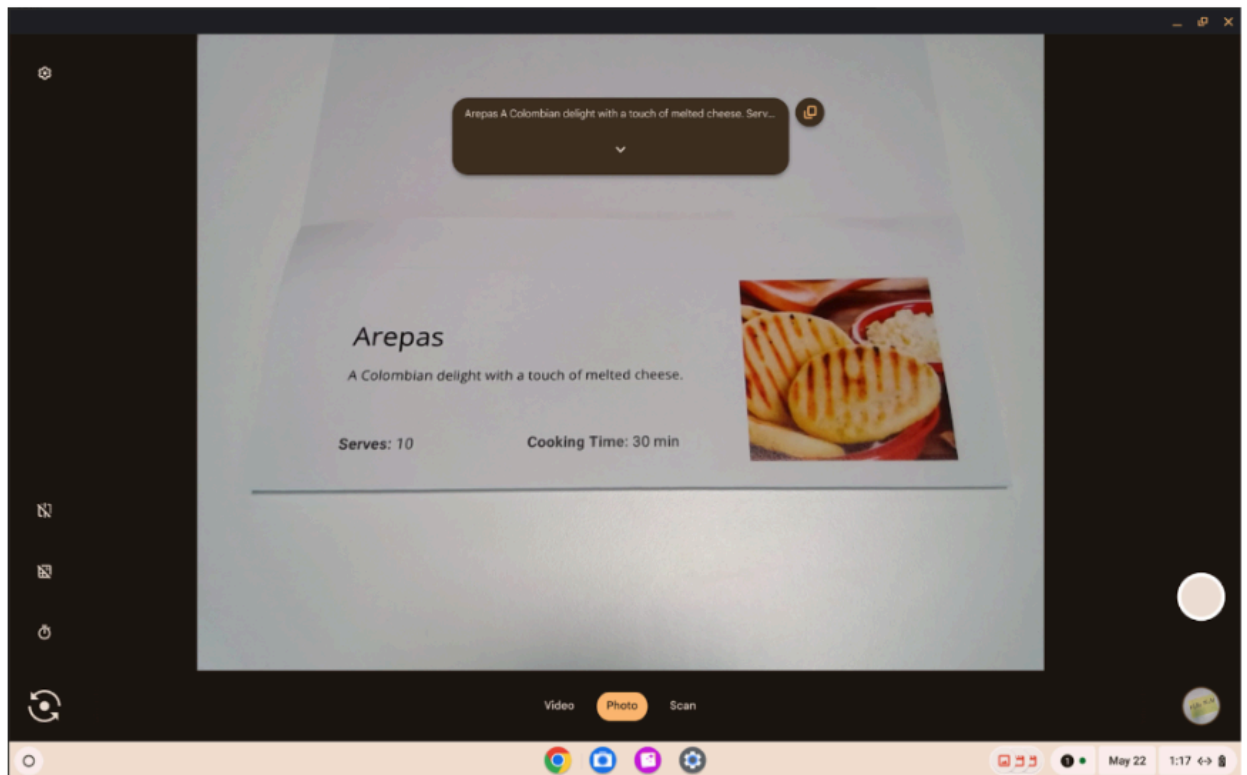 Arepas A Colombian delight with a touch of melted cheese. Serv...
Arepas
A Colombian delight with a touch of melted cheese.
Serves: 10
Cooking Time: 30 min
Video
Photo
Scan
1
May 22
1:17